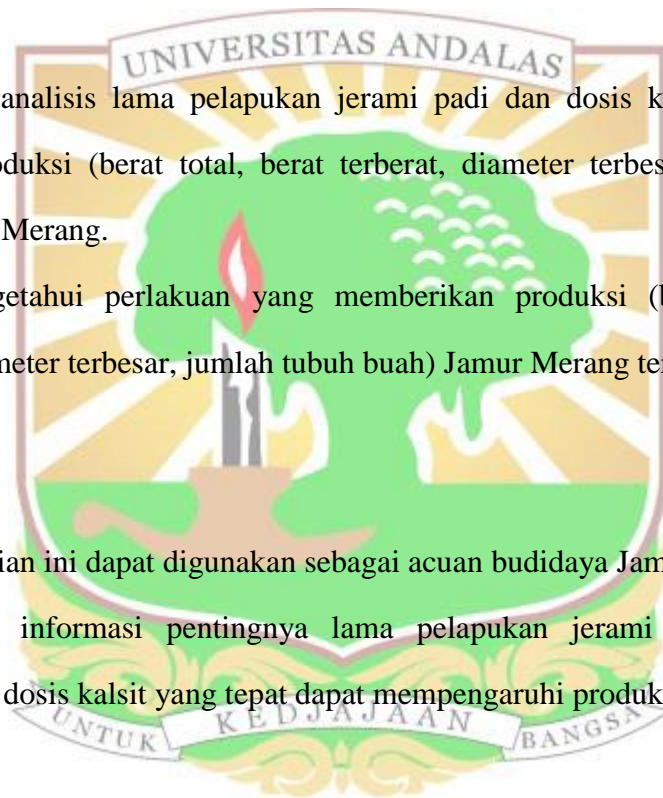 UNIVERSITAS ANDALAS
analisis lama pelapukan jerami padi dan dosis k
duksi (berat total, berat terberat, diameter terbes
Merang.
getahui perlakuan yang memberikan produksi (b
meter terbesar, jumlah tubuh buah) Jamur Merang ter
ian ini dapat digunakan sebagai acuan budidaya Jam
informasi pentingnya lama pelapukan jerami
dosis kalsit yang tepat dapat mempengaruhi produk
UNTUK KEDJAJAAN BANGSA